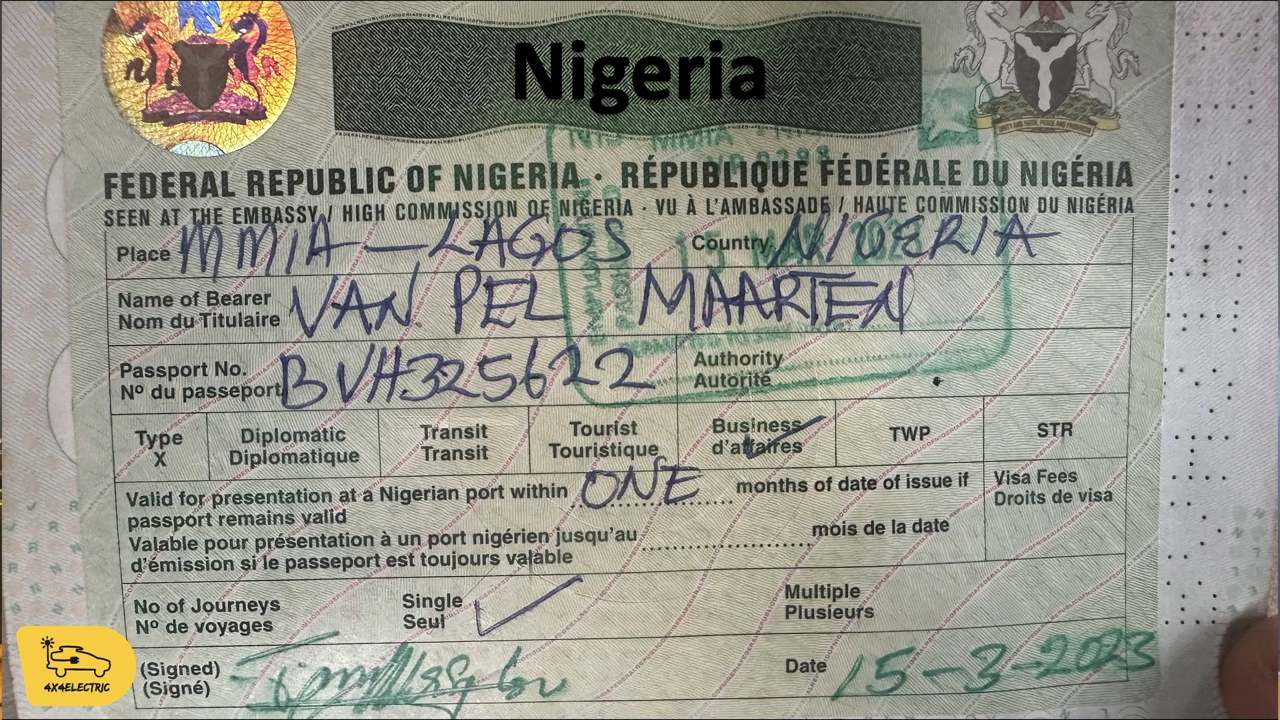 Nigeria
FEDERAL REPUBLIC OF NIGERIA · RÉPUBLIQUE FÉDÉRALE DU NIGÉRIA
SEEN AT THE EMBASSY / HIGH COMMISSION OF NIGERIA · VU À L'AMBASSADE / HAUTE COMMISSION DU NIGÉRIA
Place MMIA - LAGOS Country NIGERIA
Name of Bearer
Nom du Titulaire VAN PEL MAARTEN
Passport No.
Nº du passeport BVH325622
Authority
Autorité
Type
X
Diplomatic
Diplomatique
Transit
Transit
Tourist
Touristique
Business
d'affaires
TWP
STR
Valid for presentation at a Nigerian port within ONE months of date of issue if
passport remains valid
Valable pour présentation à un port nigérien jusqu'au mois de la date
d'émission si le passeport est toujours valable
Visa Fees
Droits de visa
No of Journeys
Nº de voyages
Single
Seul
Multiple
Plusieurs
(Signed)
(Signé)
Date 15-3-2023
4X4ELECTRIC